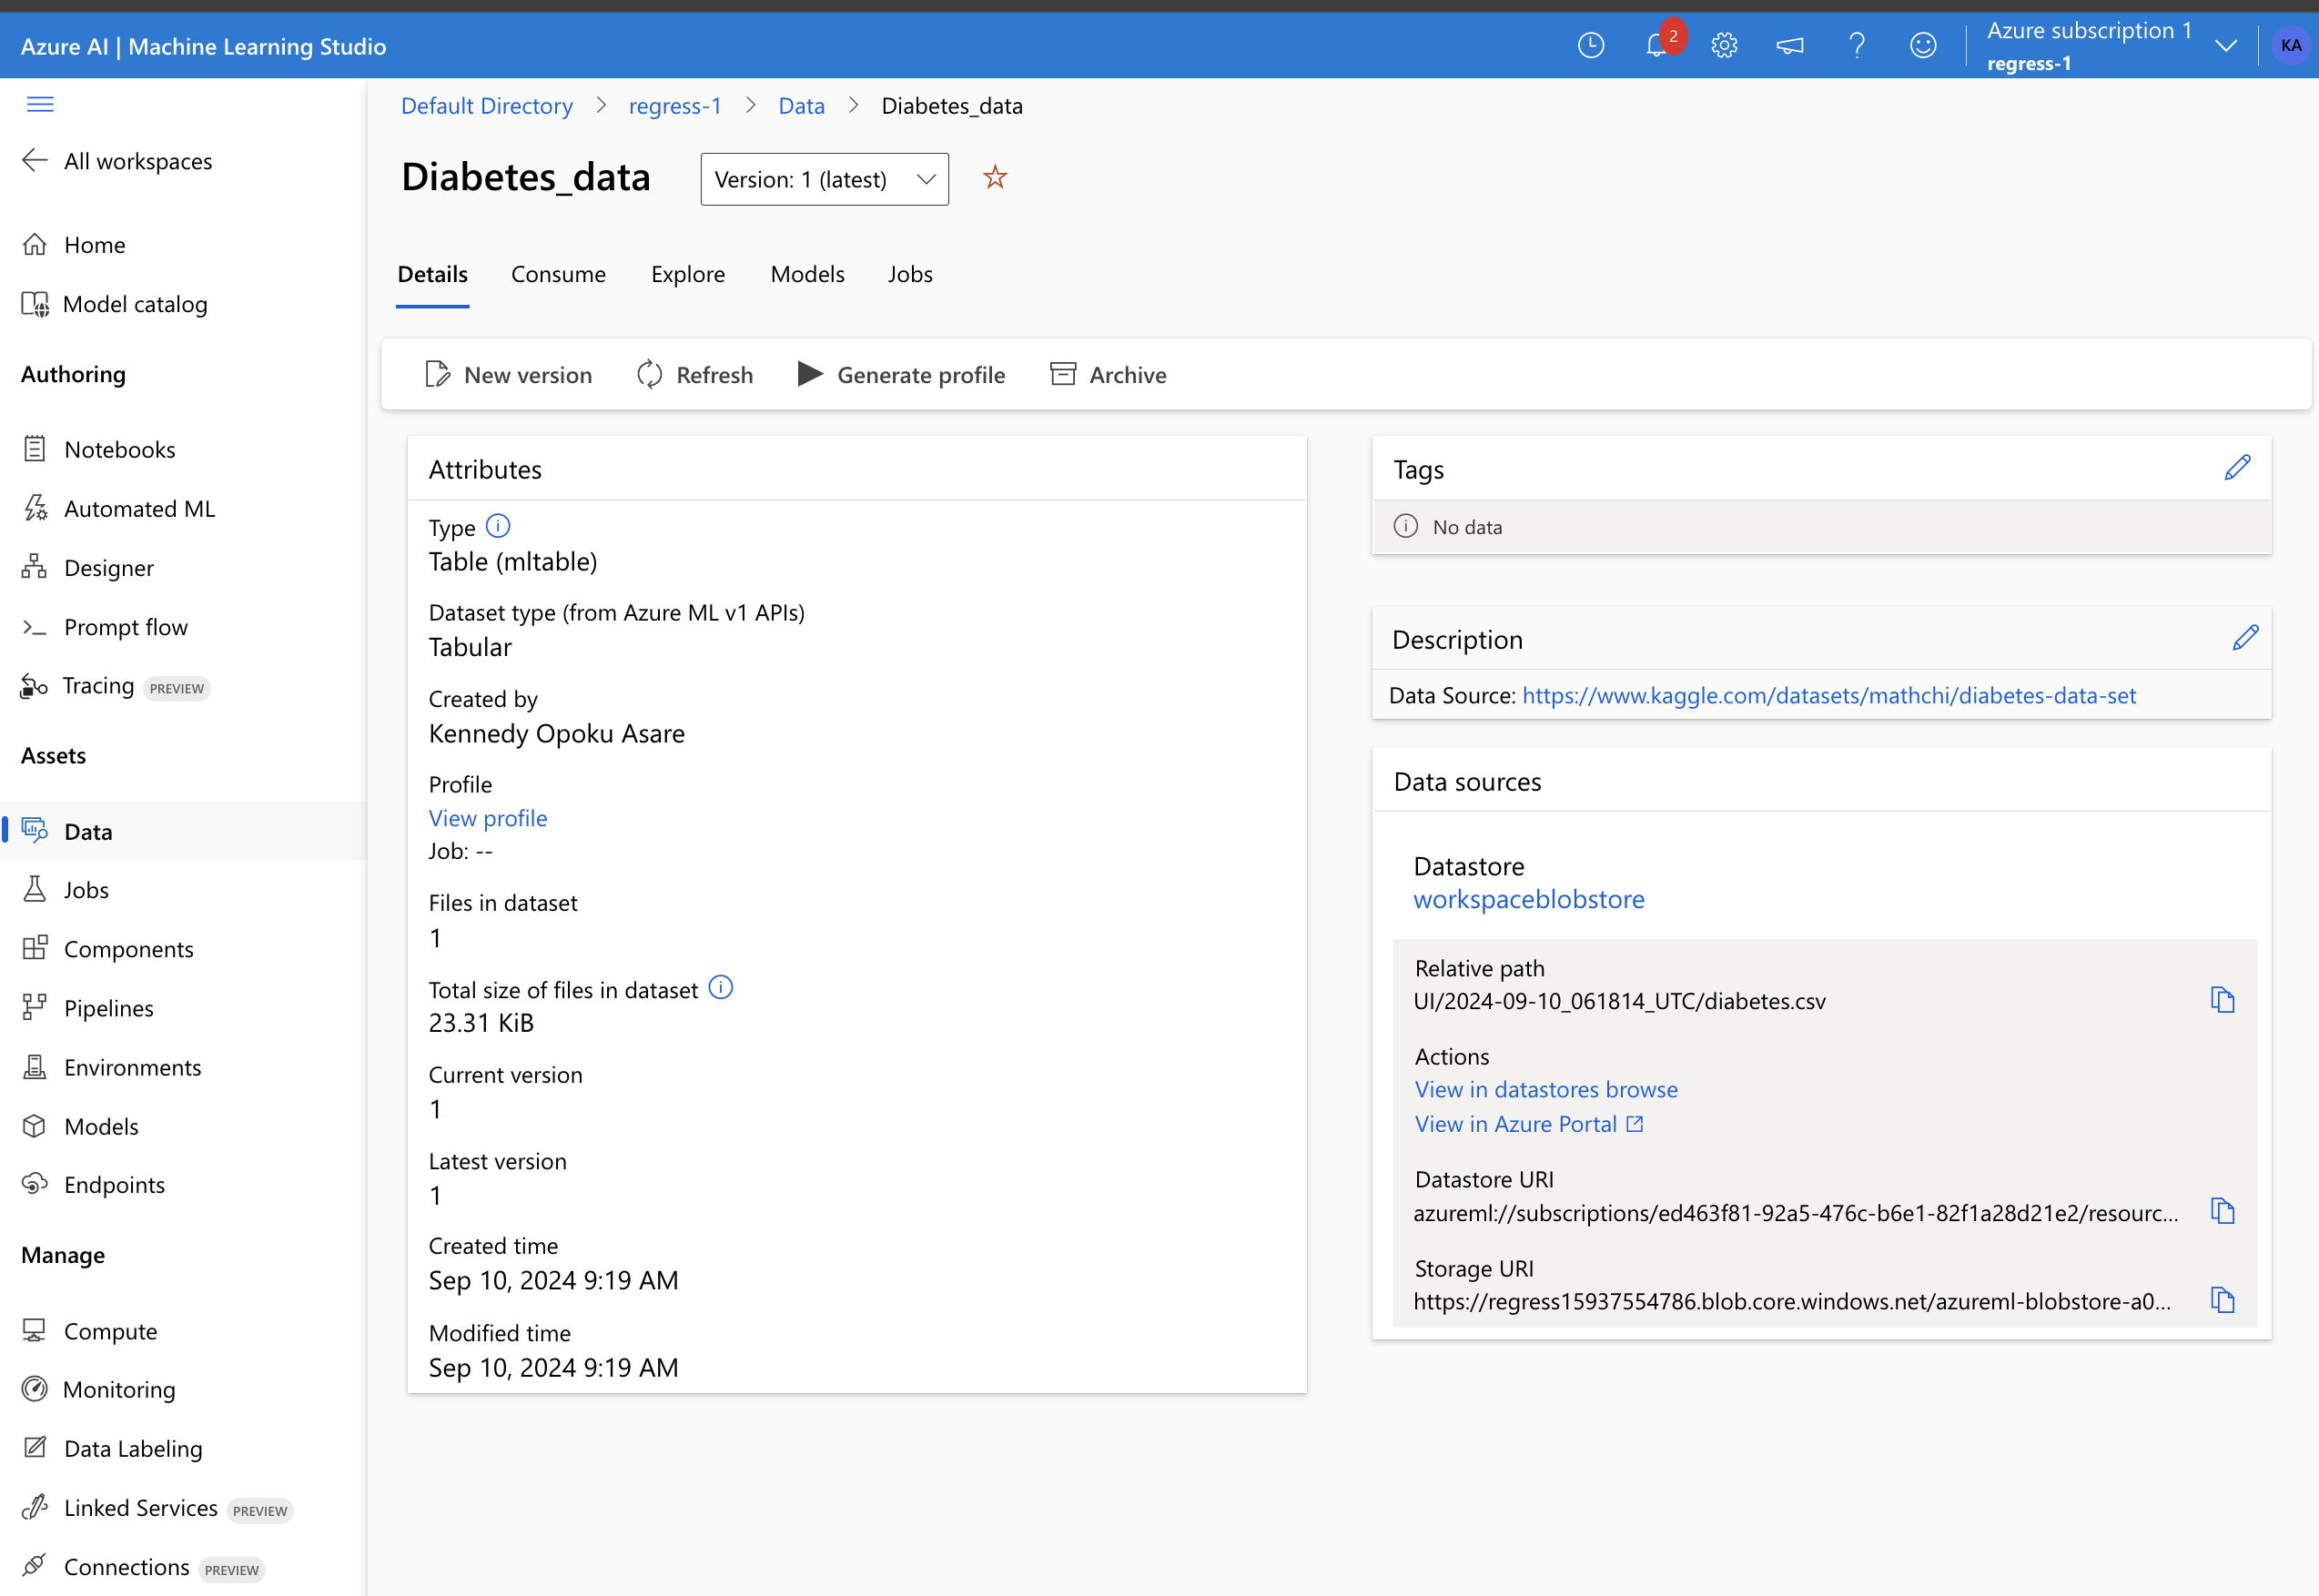 Azure AI | Machine Learning Studio
2
Azure subscription 1
regress-1
KA
All workspaces
Home
Model catalog
Authoring
Notebooks
Automated ML
Designer
Prompt flow
Tracing PREVIEW
Assets
Data
Jobs
Components
Pipelines
Environments
Models
Endpoints
Manage
Compute
Monitoring
Data Labeling
Linked Services PREVIEW
Connections PREVIEW
Default Directory > regress-1 > Data > Diabetes_data
Diabetes_data
Version: 1 (latest)
Details Consume Explore Models Jobs
New version Refresh Generate profile Archive
Attributes
Type
Table (mltable)
Dataset type (from Azure ML v1 APIs)
Tabular
Created by
Kennedy Opoku Asare
Profile
View profile
Job: --
Files in dataset
1
Total size of files in dataset
23.31 KiB
Current version
1
Latest version
1
Created time
Sep 10, 2024 9:19 AM
Modified time
Sep 10, 2024 9:19 AM
Tags
No data
Description
Data Source: https://www.kaggle.com/datasets/mathchi/diabetes-data-set
Data sources
Datastore
workspaceblobstore
Relative path
UI/2024-09-10_061814_UTC/diabetes.csv
Actions
View in datastores browse
View in Azure Portal
Datastore URI
azureml://subscriptions/ed463f81-92a5-476c-b6e1-82f1a28d21e2/resourc...
Storage URI
https://regress15937554786.blob.core.windows.net/azureml-blobstore-a0...